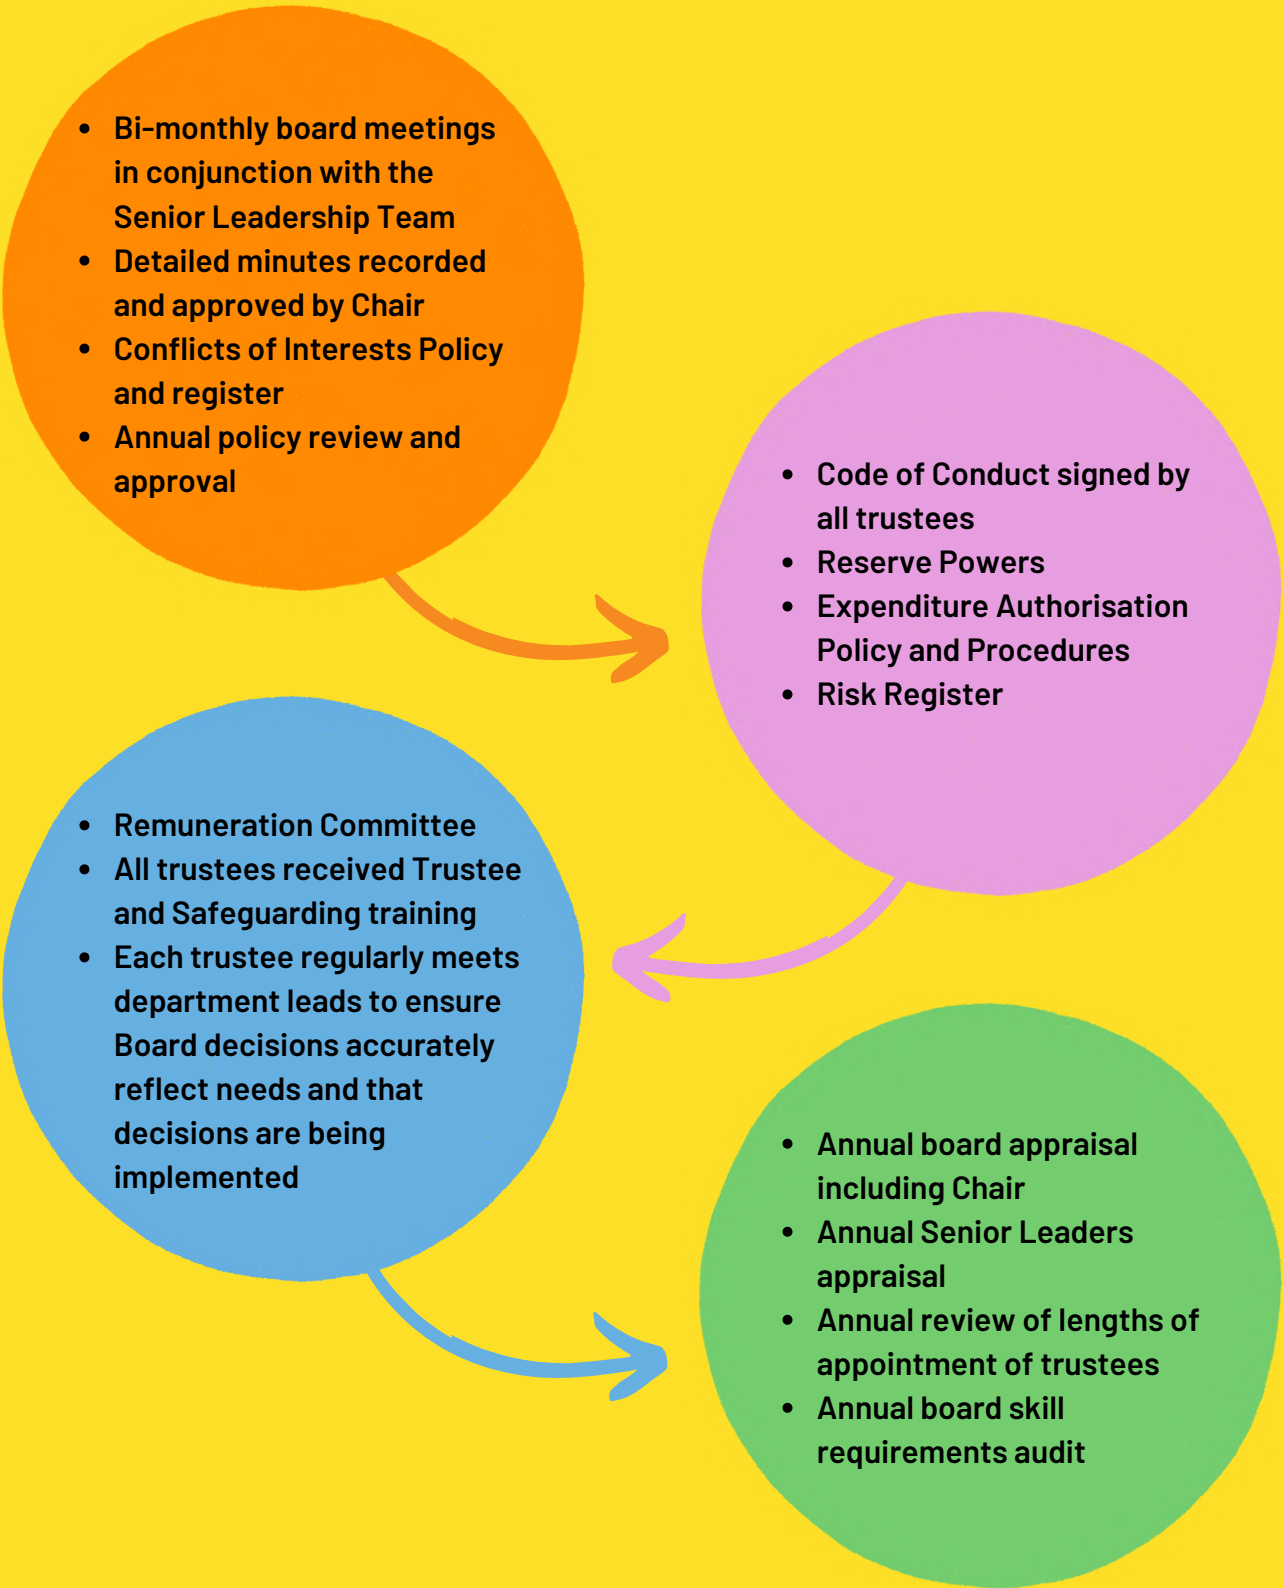 • Bi-monthly board meetings
in conjunction with the
Senior Leadership Team
• Detailed minutes recorded
and approved by Chair
• Conflicts of Interests Policy
and register
• Annual policy review and
approval
• Code of Conduct signed by
all trustees
• Reserve Powers
• Expenditure Authorisation
Policy and Procedures
• Risk Register
• Remuneration Committee
• All trustees received Trustee
and Safeguarding training
• Each trustee regularly meets
department leads to ensure
Board decisions accurately
reflect needs and that
decisions are being
implemented
• Annual board appraisal
including Chair
• Annual Senior Leaders
appraisal
• Annual review of lengths of
appointment of trustees
• Annual board skill
requirements audit